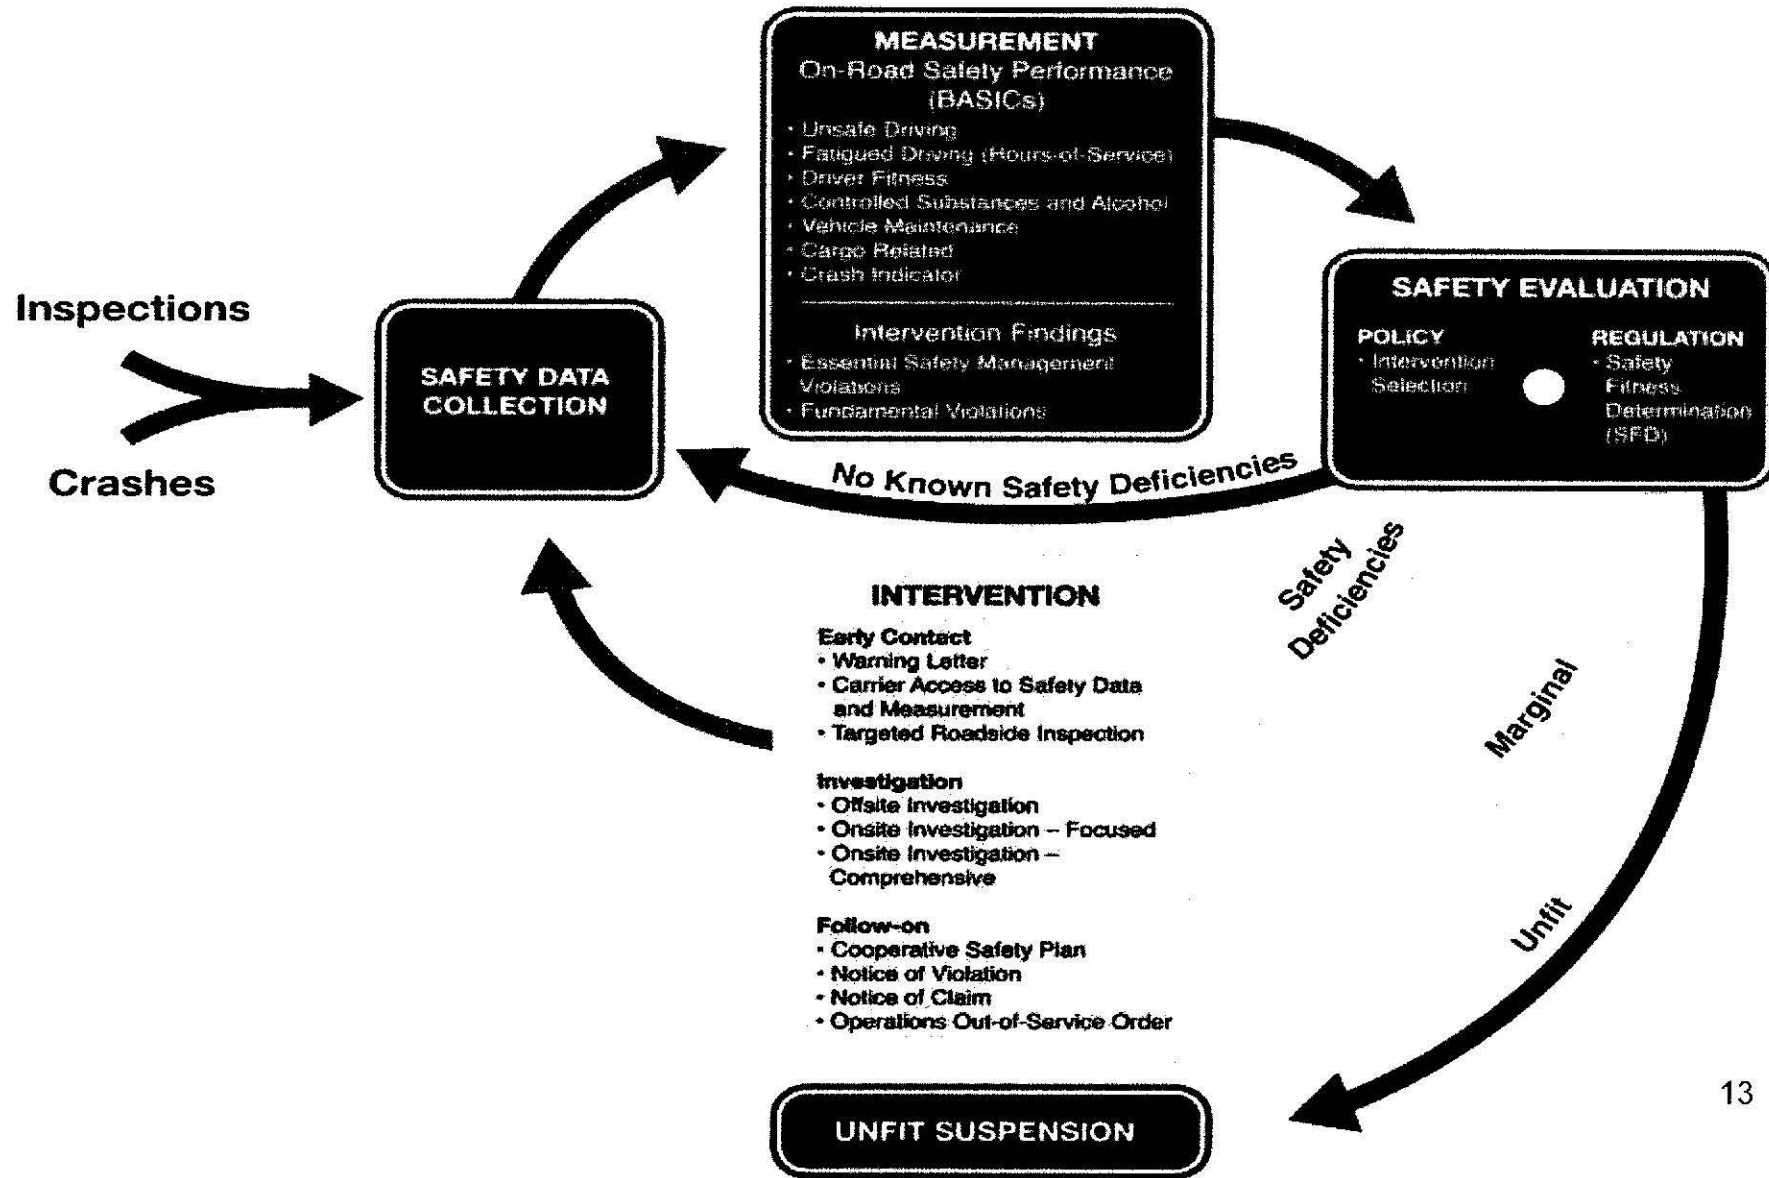 MEASUREMENT
On-Road Safety Performance
(BASICs)
• Unsafe Driving
• Fatigued Driving (Hours-of-Service)
• Driver Fitness
• Controlled Substances and Alcohol
• Vehicle Maintenance
• Cargo Related
• Crash Indicator
Intervention Findings
• Essential Safety Management
Violations
• Fundamental Violations
Inspections
Crashes
SAFETY DATA
COLLECTION
SAFETY EVALUATION
POLICY
• Intervention
Selection
REGULATION
• Safety
Fitness
Determination
(SFD)
No Known Safety Deficiencies
Safety
Deficiencies
Marginal
Unfit
INTERVENTION
Early Contact
• Warning Letter
• Carrier Access to Safety Data
and Measurement
• Targeted Roadside Inspection
Investigation
• Offsite Investigation
• Onsite Investigation – Focused
• Onsite Investigation –
Comprehensive
Follow-on
• Cooperative Safety Plan
• Notice of Violation
• Notice of Claim
• Operations Out-of-Service Order
UNFIT SUSPENSION
13